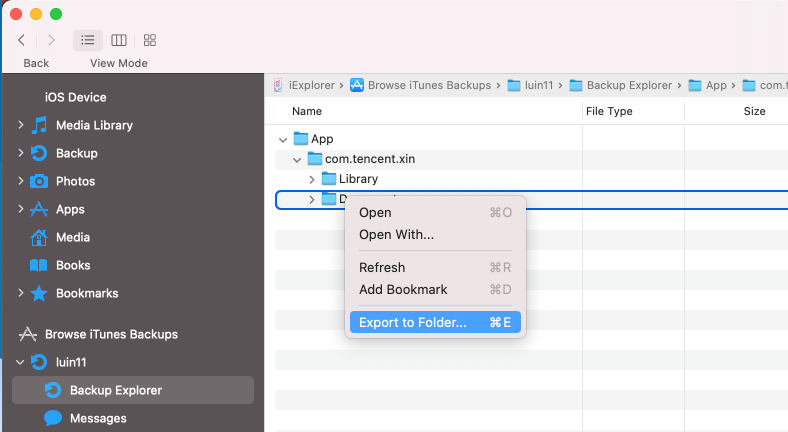 Back
View Mode
iOS Device
Media Library
Backup
Photos
Apps
Media
Books
Bookmarks
Browse iTunes Backups
luin11
Backup Explorer
Messages
iExplorer Browse iTunes Backups luin11 Backup Explorer App com.t
Name File Type Size
App
com.tencent.xin
Library
Open ⌘O
Open With...
Refresh ⌘R
Add Bookmark ⌘D
Export to Folder... ⌘E